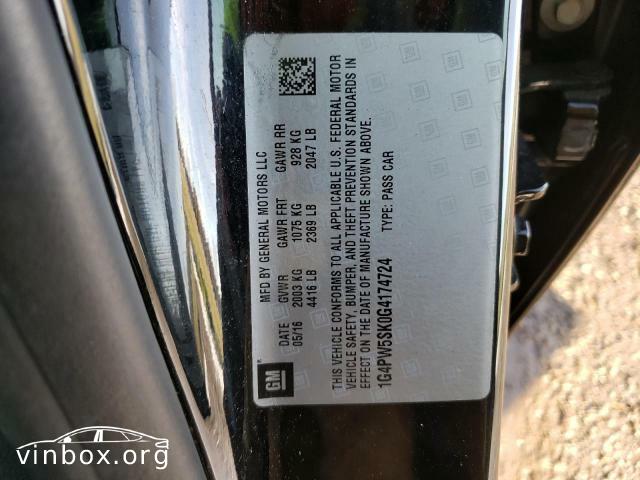 MFD BY GENERAL MOTORS LLC
DATE GVWR GAWR FRT GAWR RR
05/16 2003 KG 1075 KG 928 KG
4416 LB 2369 LB 2047 LB
THIS VEHICLE CONFORMS TO ALL APPLICABLE U.S. FEDERAL MOTOR
VEHICLE SAFETY, BUMPER, AND THEFT PREVENTION STANDARDS IN
EFFECT ON THE DATE OF MANUFACTURE SHOWN ABOVE.
1G4PW5SK0G4174724 TYPE: PASS CAR
GM
vinbox.org